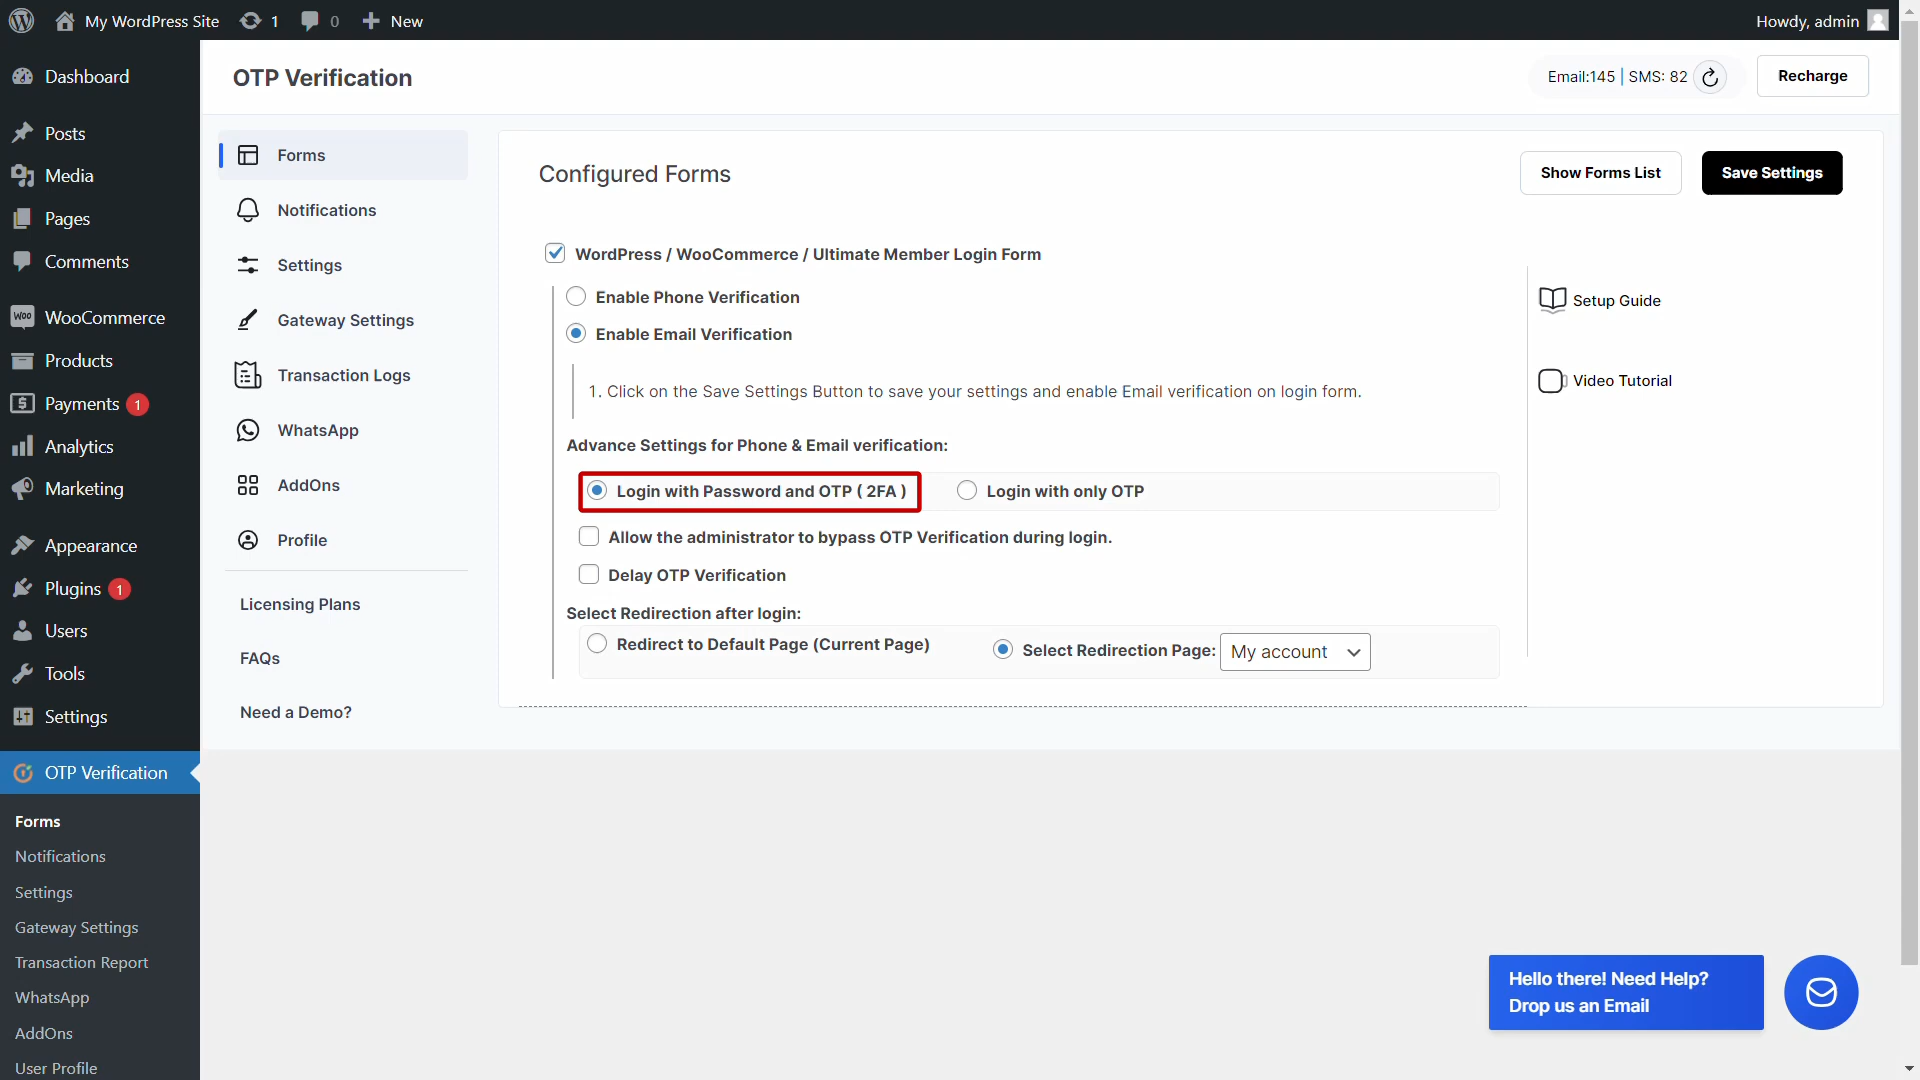 My WordPress Site 1 0 New Howdy, admin
Dashboard
Posts
Media
Pages
Comments
WooCommerce
Products
Payments 1
Analytics
Marketing
Appearance
Plugins 1
Users
Tools
Settings
OTP Verification
Forms
Notifications
Settings
Gateway Settings
Transaction Report
WhatsApp
AddOns
User Profile
OTP Verification
Email:145 | SMS: 82
Recharge
Forms
Notifications
Settings
Gateway Settings
Transaction Logs
WhatsApp
AddOns
Profile
Licensing Plans
FAQs
Need a Demo?
Configured Forms
Show Forms List
Save Settings
WordPress / WooCommerce / Ultimate Member Login Form
Enable Phone Verification
Enable Email Verification
1. Click on the Save Settings Button to save your settings and enable Email verification on login form.
Advance Settings for Phone & Email verification:
Login with Password and OTP ( 2FA ) Login with only OTP
Allow the administrator to bypass OTP Verification during login.
Delay OTP Verification
Select Redirection after login:
Redirect to Default Page (Current Page) Select Redirection Page: My account
Setup Guide
Video Tutorial
Hello there! Need Help?
Drop us an Email